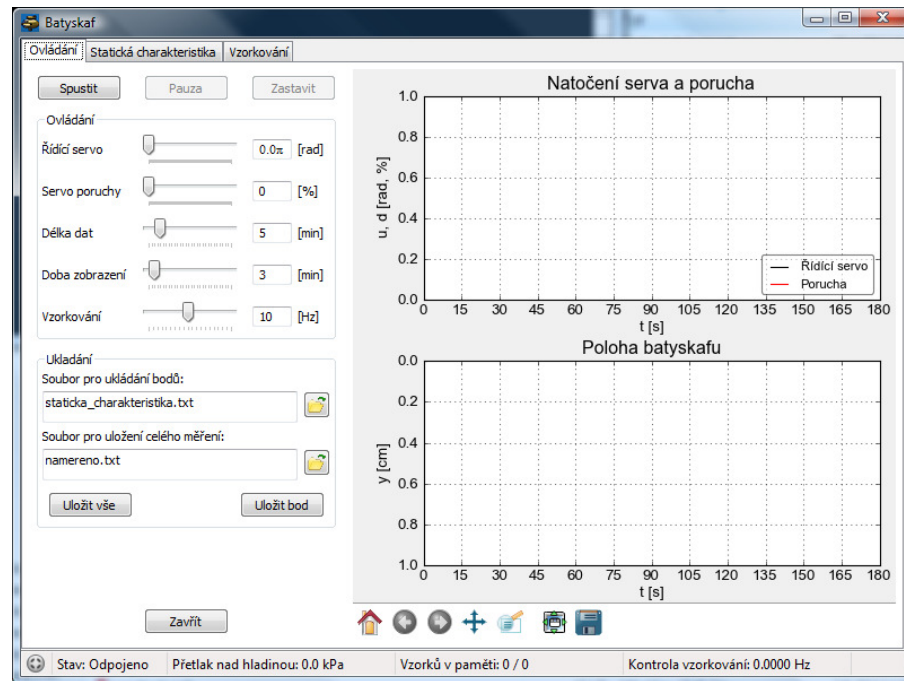 Batyskaf
Ovládání Statická charakteristika Vzorkování
Spustit Pauza Zastavit
Ovládání
Řídící servo 0.0π [rad]
Servo poruchy 0 [%]
Délka dat 5 [min]
Doba zobrazení 3 [min]
Vzorkování 10 [Hz]
Ukladání
Soubor pro ukládání bodů:
staticka_charakteristika.txt
Soubor pro uložení celého měření:
namereno.txt
Uložit vše Uložit bod
Zavřít
Natočení serva a porucha
u, d [rad, %]
1.0
0.8
0.6
0.4
0.2
0.0
Řídící servo
Porucha
0 15 30 45 60 75 90 105 120 135 150 165 180
t [s]
Poloha batyskafu
y [cm]
0.0
0.2
0.4
0.6
0.8
1.0
0 15 30 45 60 75 90 105 120 135 150 165 180
t [s]
Stav: Odpojeno Přetlak nad hladinou: 0.0 kPa Vzorků v paměti: 0 / 0 Kontrola vzorkování: 0.0000 Hz